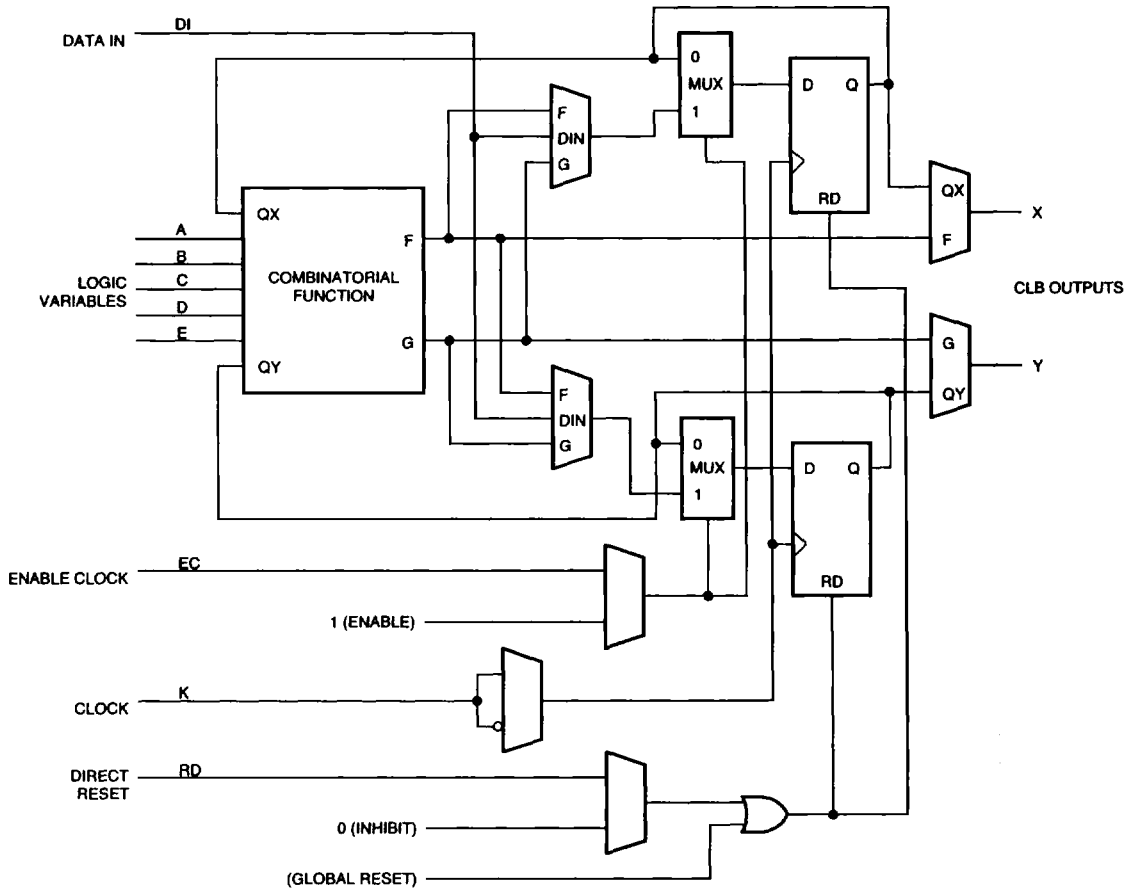 DI
DATA IN
0
MUX
1
D Q
RD
F
DIN
G
QX
F
X
QX
A
B
C
D
E
LOGIC
VARIABLES
F
COMBINATORIAL
FUNCTION
G
QY
CLB OUTPUTS
G
QY
Y
F
DIN
G
0
MUX
1
D Q
RD
EC
ENABLE CLOCK
1 (ENABLE)
K
CLOCK
RD
DIRECT
RESET
0 (INHIBIT)
(GLOBAL RESET)